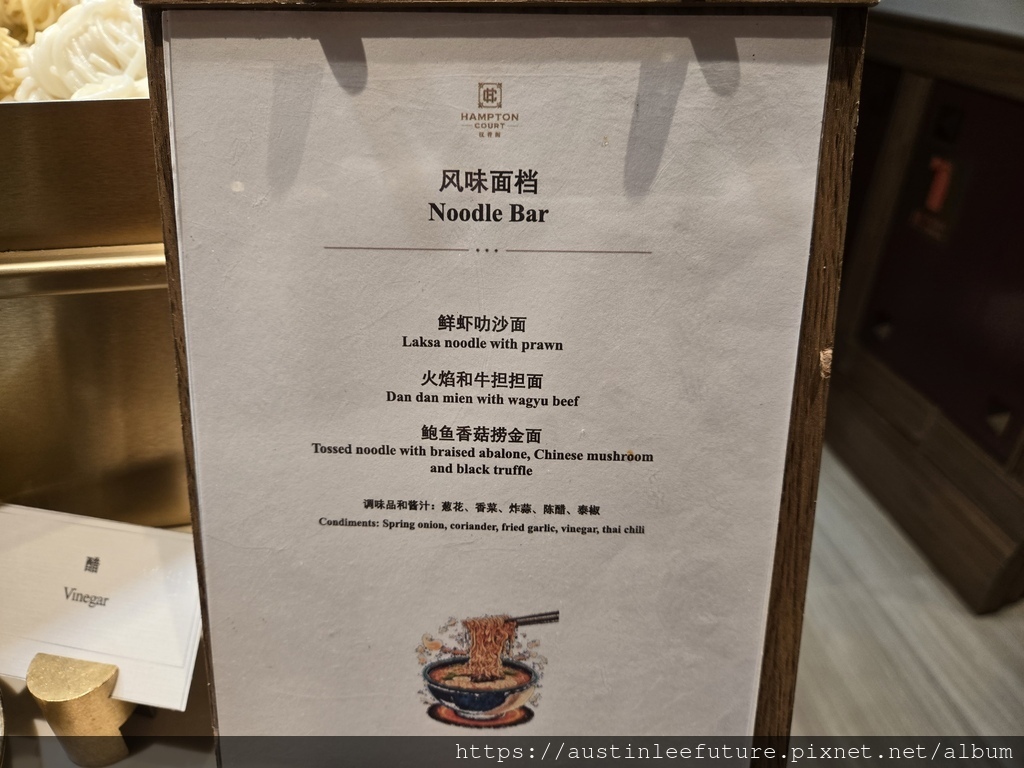 HAMPTON
COURT
风味面档
Noodle Bar
鲜虾叻沙面
Laksa noodle with prawn
火焰和牛担担面
Dan dan mien with wagyu beef
鲍鱼香菇捞金面
Tossed noodle with braised abalone, Chinese mushroom
and black truffle
调味品和酱汁：葱花、香菜、炸蒜、陈醋、泰椒
Condiments: Spring onion, coriander, fried garlic, vinegar, thai chili
醋
Vinegar
https://austinleefuture.pixnet.net/album